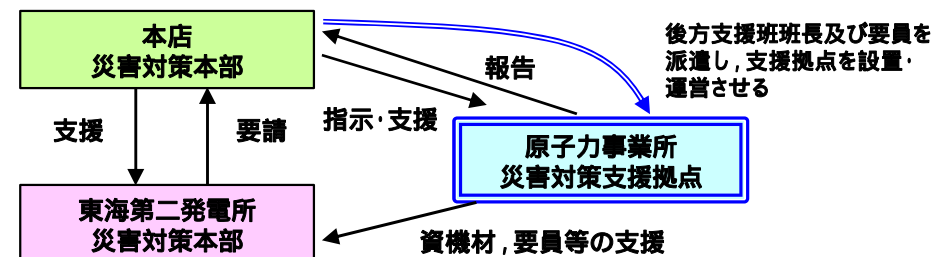 本店
災害対策本部
後方支援班班長及び要員を
派遣し，支援拠点を設置・
運営させる
報告
指示・支援
支援
要請
原子力事業所
災害対策支援拠点
東海第二発電所
災害対策本部
資機材，要員等の支援